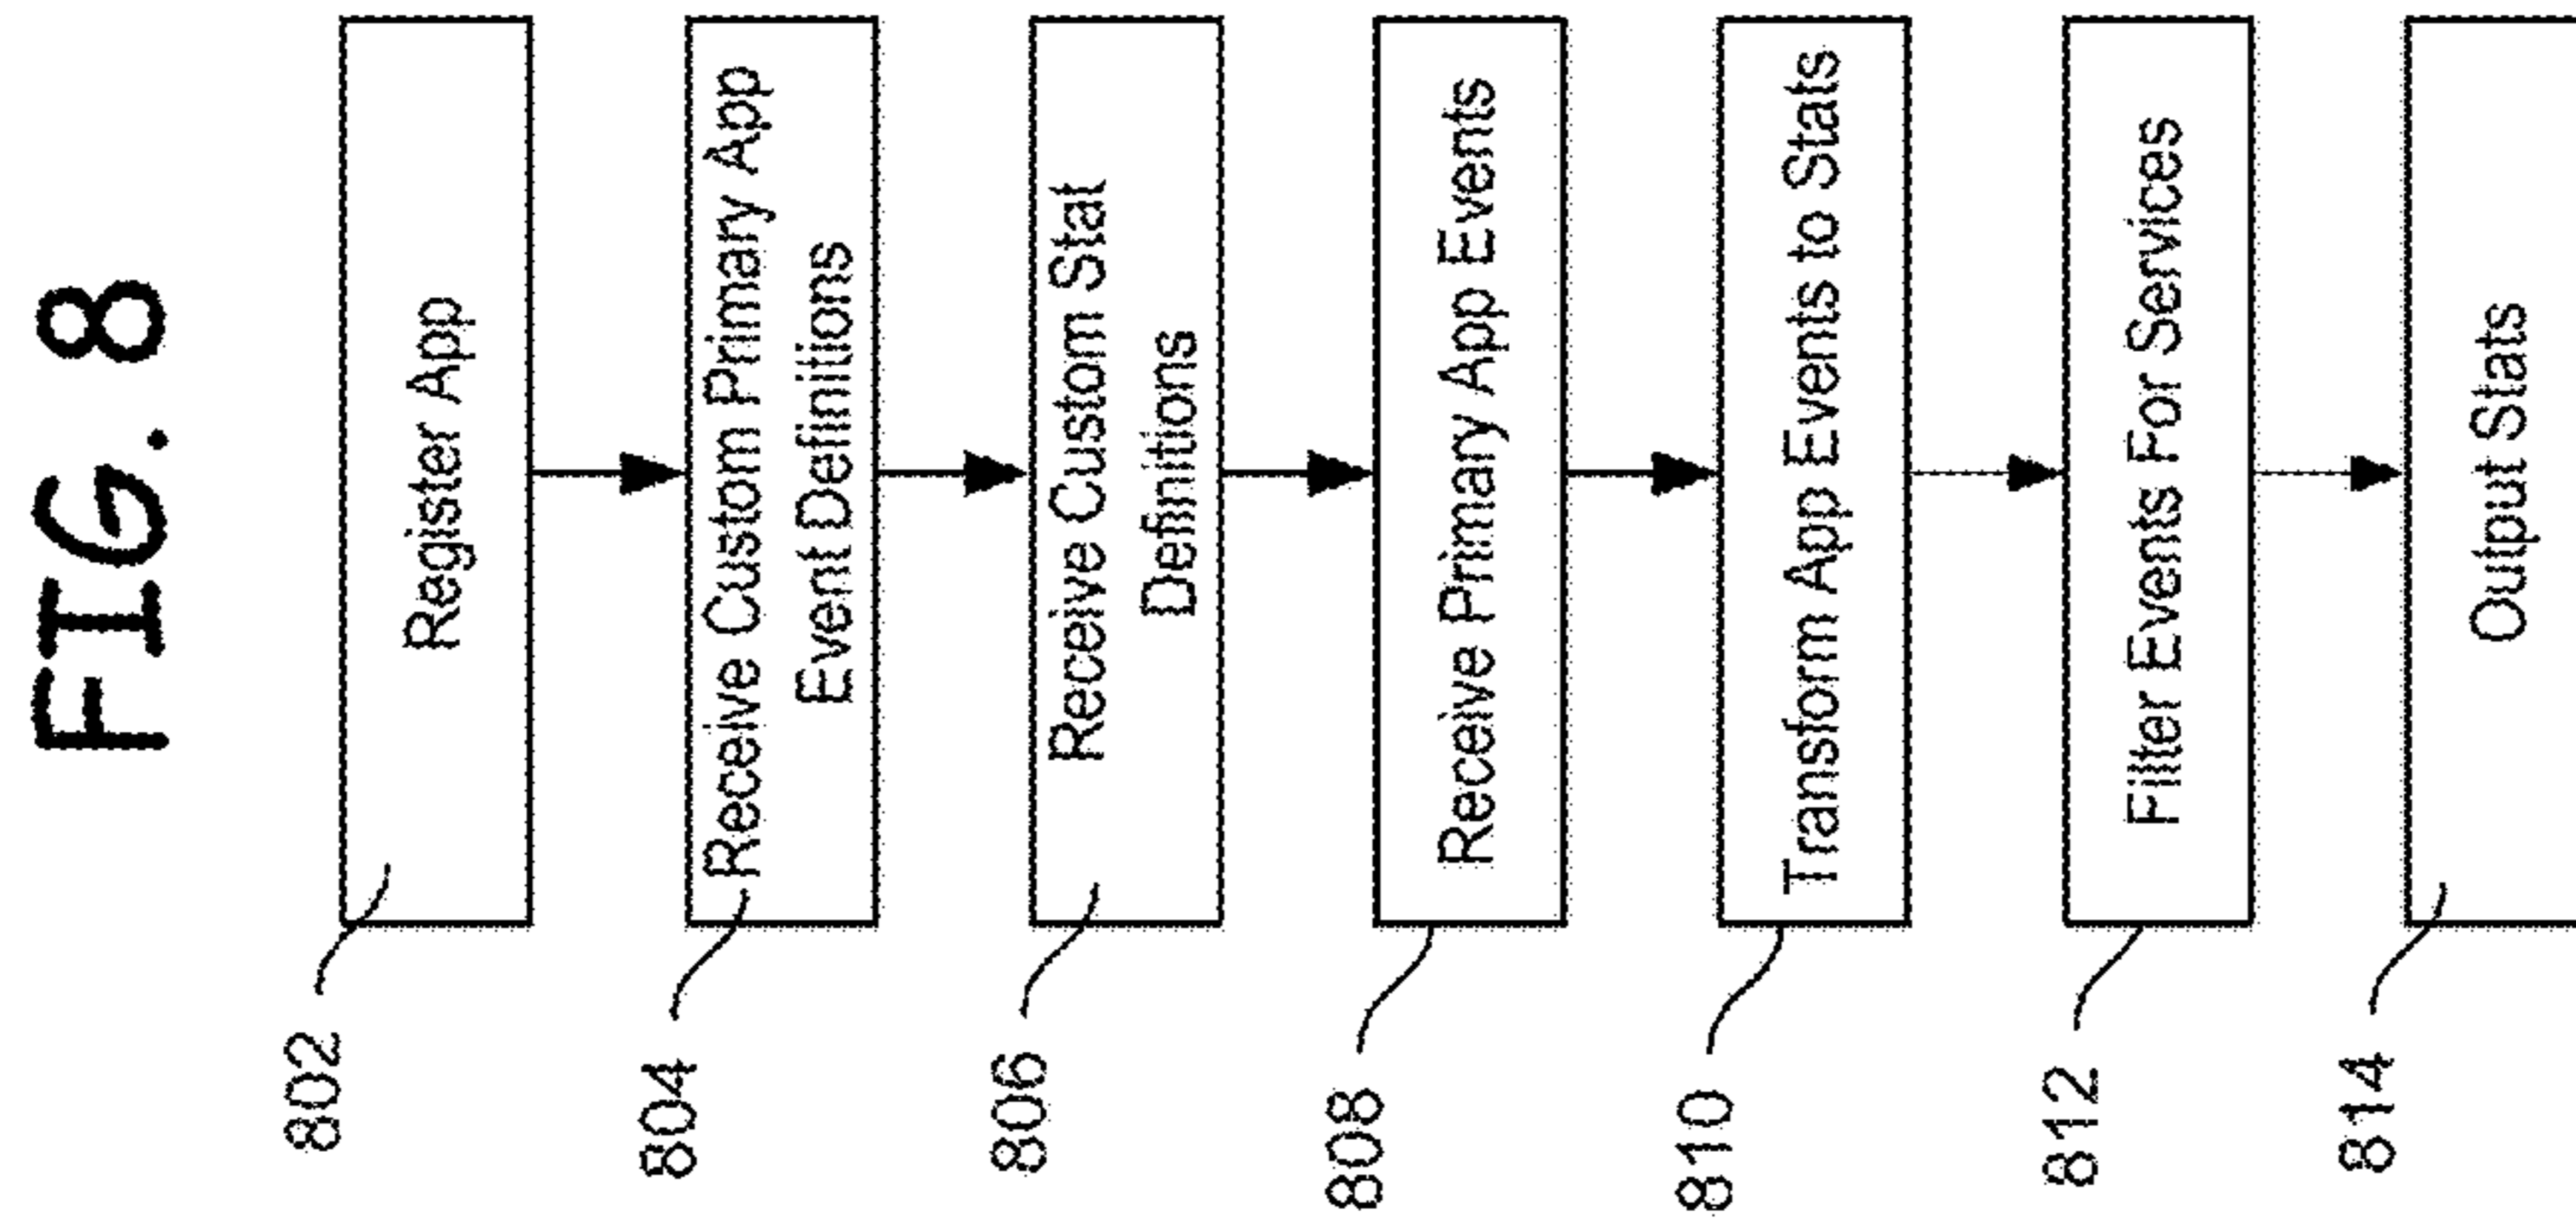 FIG. 8
802
Register App
804
Receive Custom Primary App
Event Definitions
806
Receive Custom Stat
Definitions
808
Receive Primary App Events
810
Transform App Events to Stats
812
Filter Events For Services
814
Output Stats